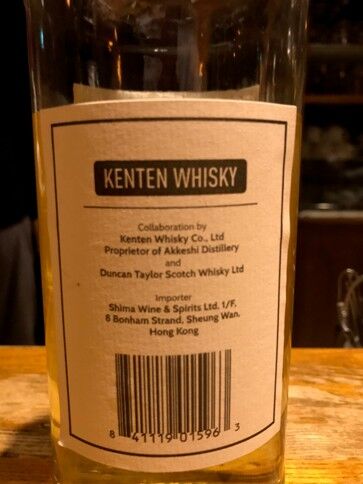 KENTEN WHISKY
Collaboration by
Kenten Whisky Co., Ltd
Proprietor of Akkeshi Distillery
and
Duncan Taylor Scotch Whisky Ltd
Importer
Shima Wine & Spirits Ltd. 1/F,
8 Bonham Strand, Sheung Wan,
Hong Kong
8 41119 01596 3